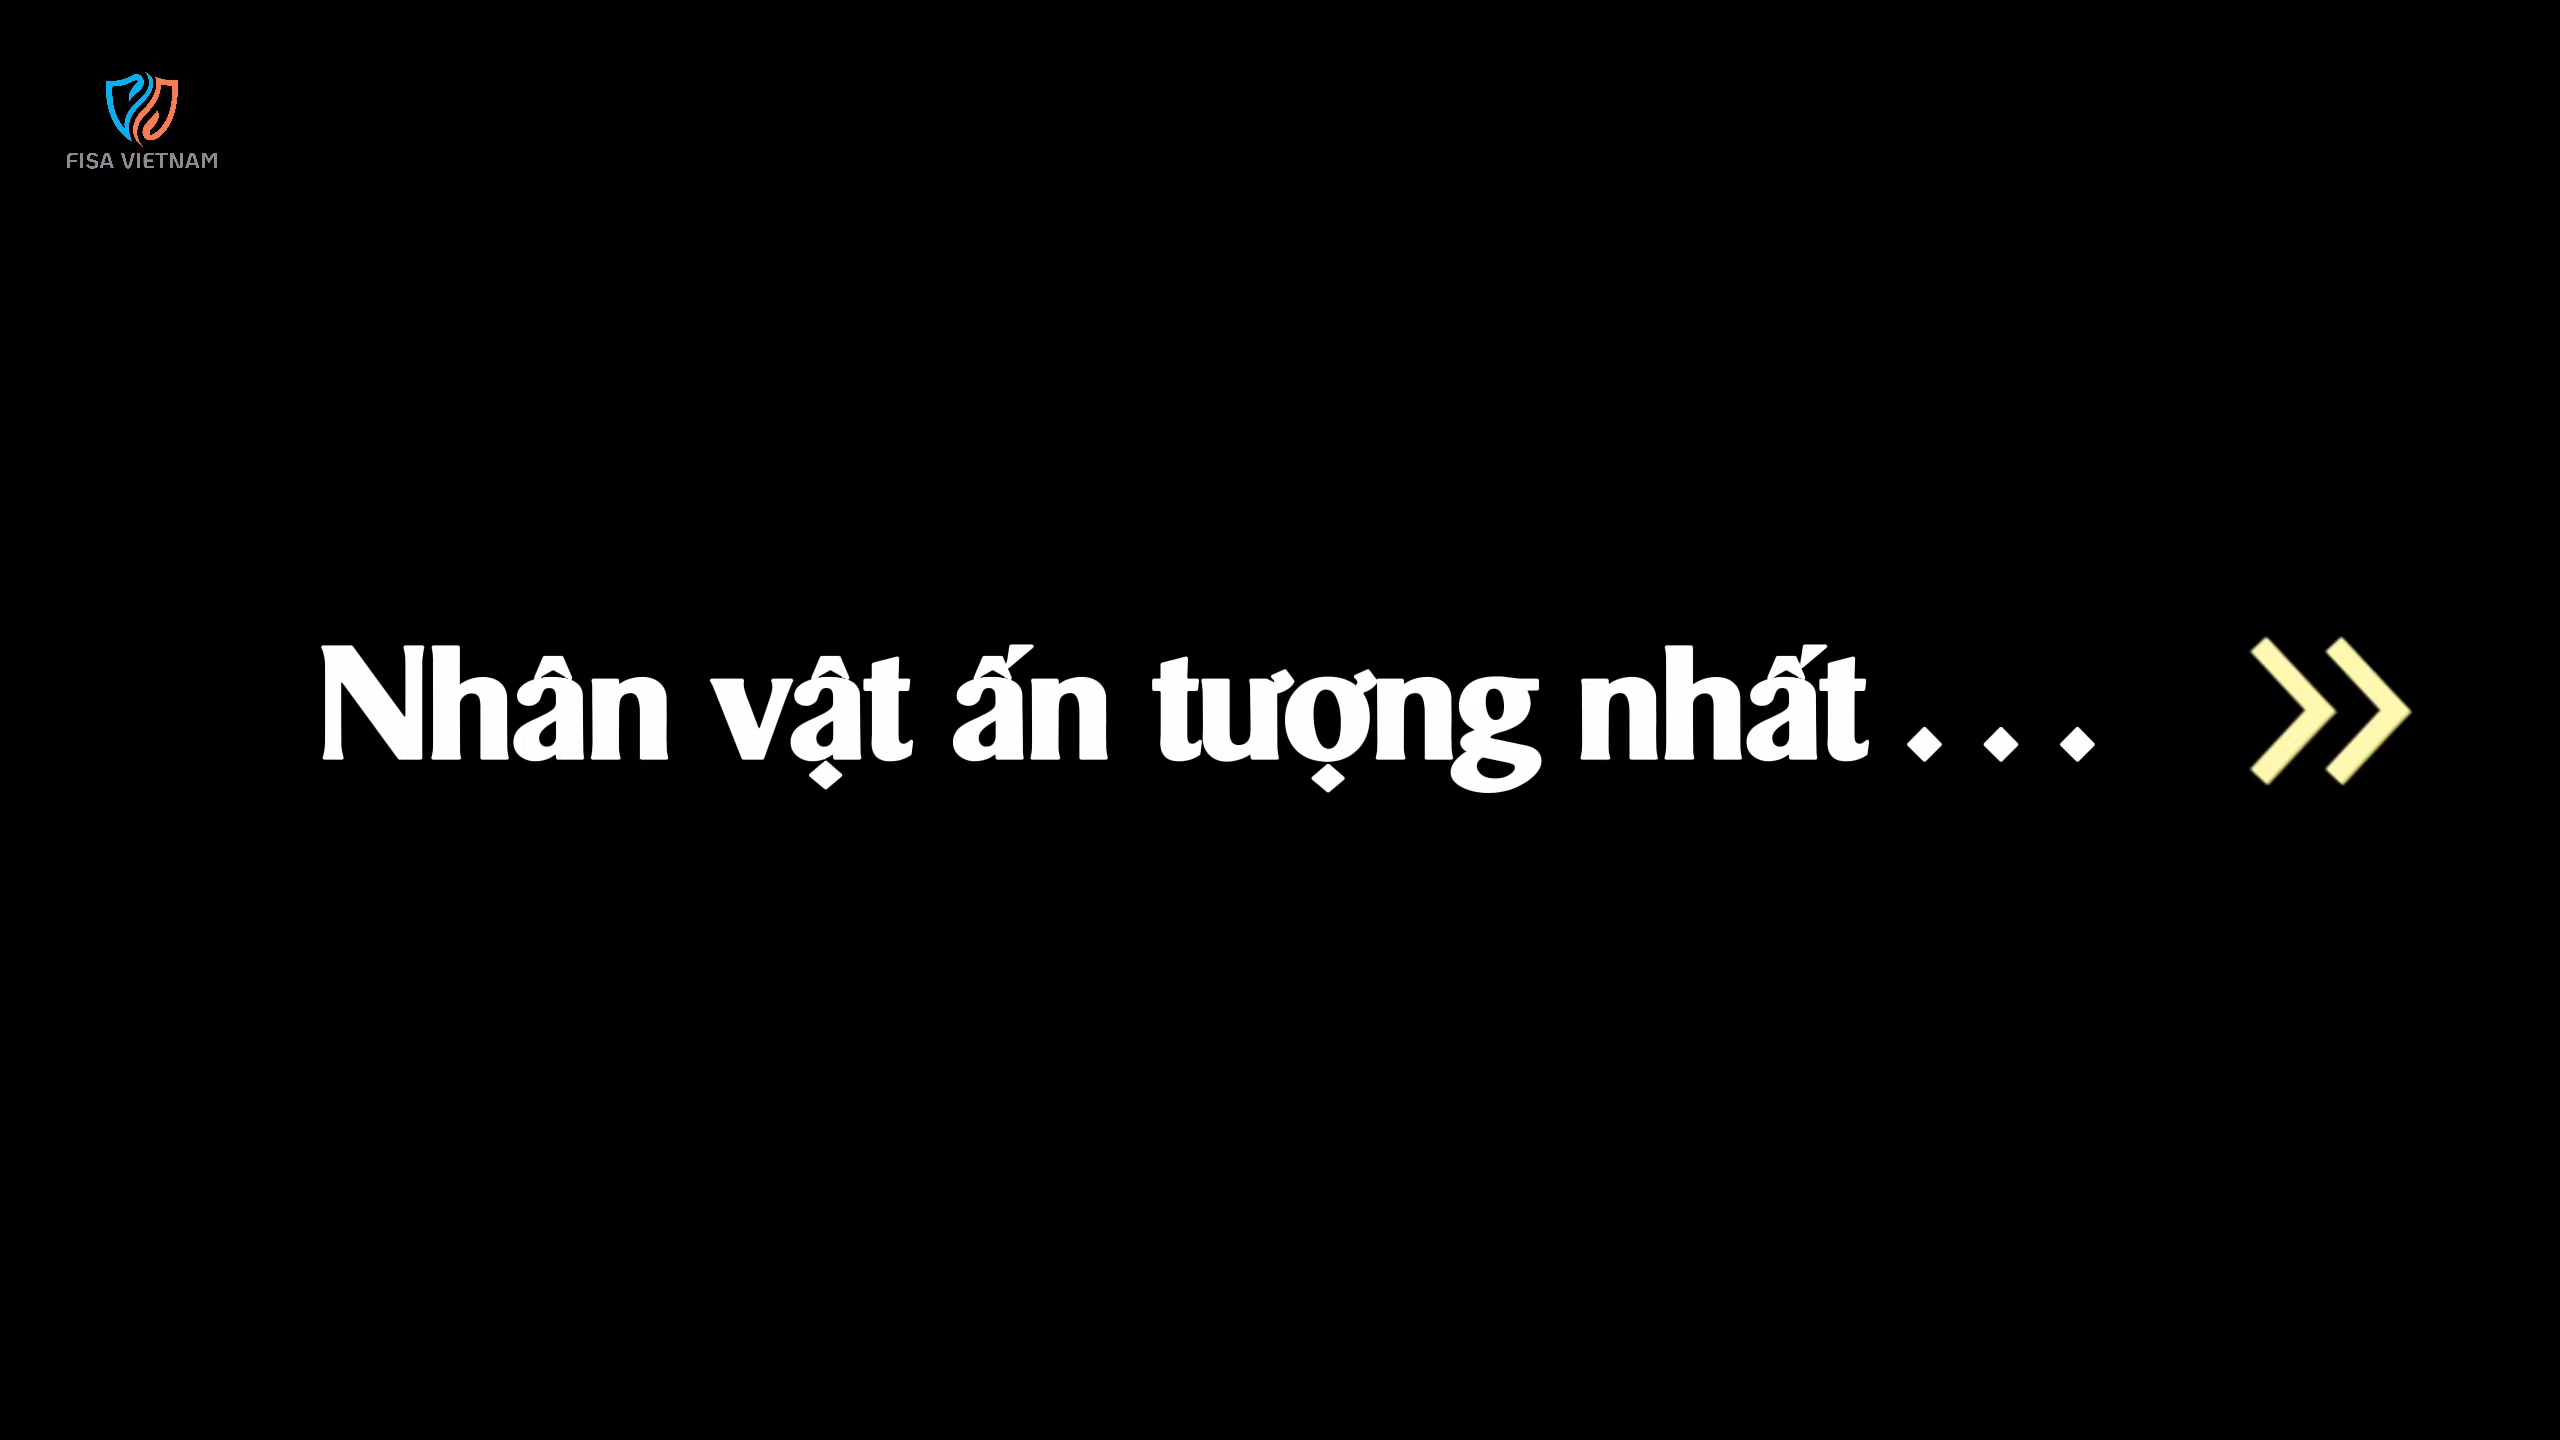 FISA VIETNAM
Nhân vật ấn tượng nhất . . .